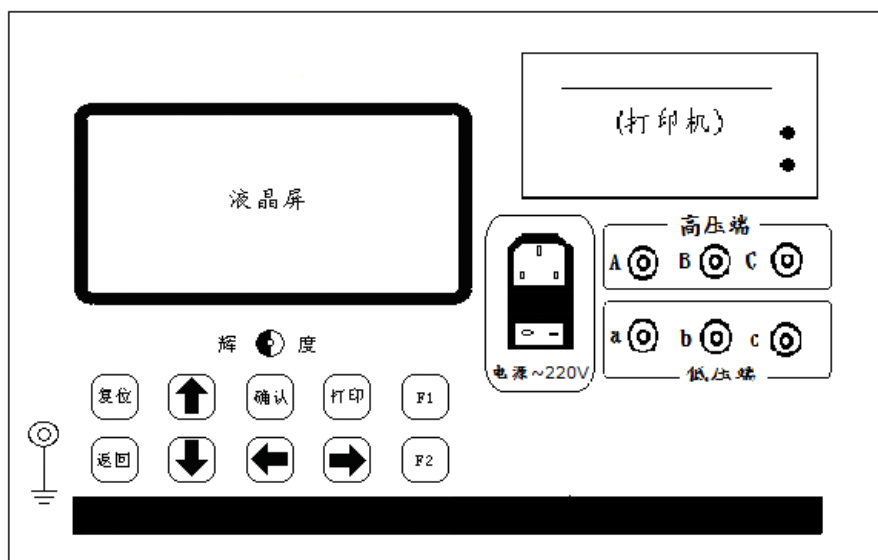 (打印机)
液晶屏
高压端
A B C
a b c
低压端
电源~220V
辉 度
复位 确认 打印 F1
返回 F2